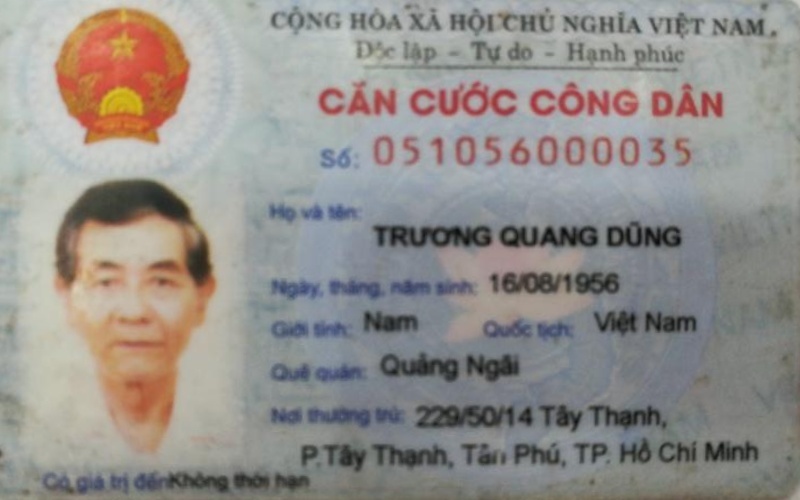 CỘNG HÒA XÃ HỘI CHỦ NGHĨA VIỆT NAM
Độc lập - Tự do - Hạnh phúc
CĂN CƯỚC CÔNG DÂN
Số: 051056000035
Họ và tên:
TRƯƠNG QUANG DŨNG
Ngày, tháng, năm sinh: 16/08/1956
Giới tính: Nam Quốc tịch: Việt Nam
Quê quán: Quảng Ngãi
Nơi thường trú: 229/50/14 Tây Thạnh,
P.Tây Thạnh, Tân Phú, TP. Hồ Chí Minh
Có giá trị đến: Không thời hạn